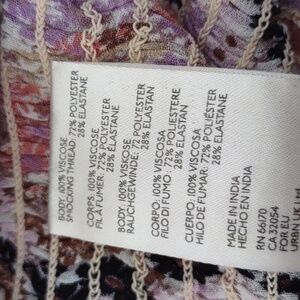 BODY: 100% VISCOSE
SMOCKING THREAD: 72% POLYESTER
28% ELASTANE
CORPS: 100% VISCOSE
FIL À FUMER: 72% POLYESTER
28% ELASTANE
BODY: 100% VISKOSE
RAUCHGEWINDE: 72 POLYESTER
28% ELASTAN
CORPO: 100% VISCOSA
FILO DI FUMO: 72% POLIESTERE
28% ELASTAN
CUERPO: 100% VISCOSA
HILO DE FUMAR: 72% POLIÉSTER
28% ELASTANE
MADE IN INDIA
HECHO EN INDIA
RN 66170
CA 32054
FOR EU
URBN UK LTD